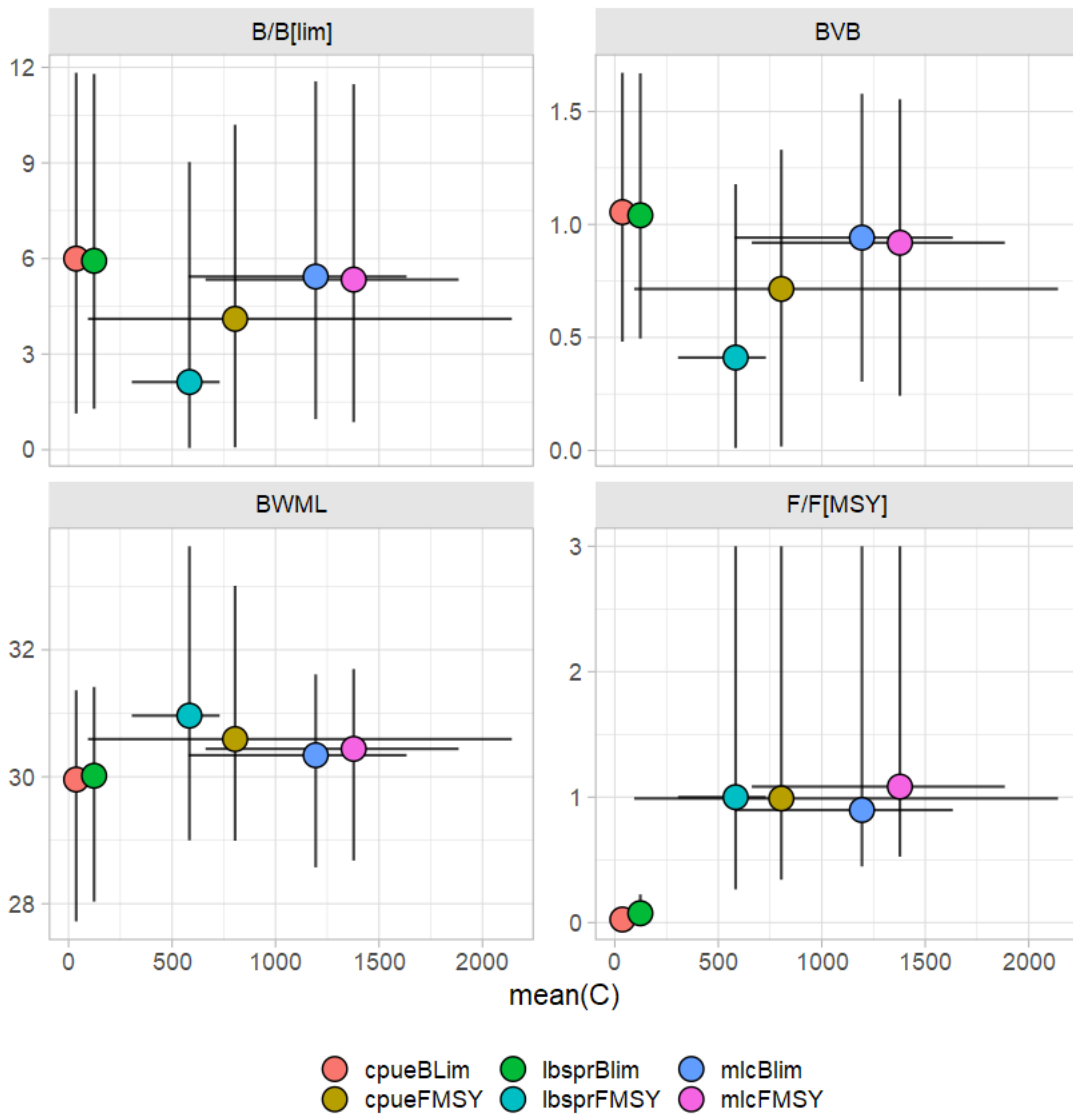 B/B[lim]
BVB
12
9
6
3
0
1.5
1.0
0.5
0.0
BWML
F/F[MSY]
32
30
28
3
2
1
0
0 500 1000 1500 2000
0 500 1000 1500 2000
mean(C)
cpueBLim lbsprBlim mlcBlim
cpueFMSY lbsprFMSY mlcFMSY